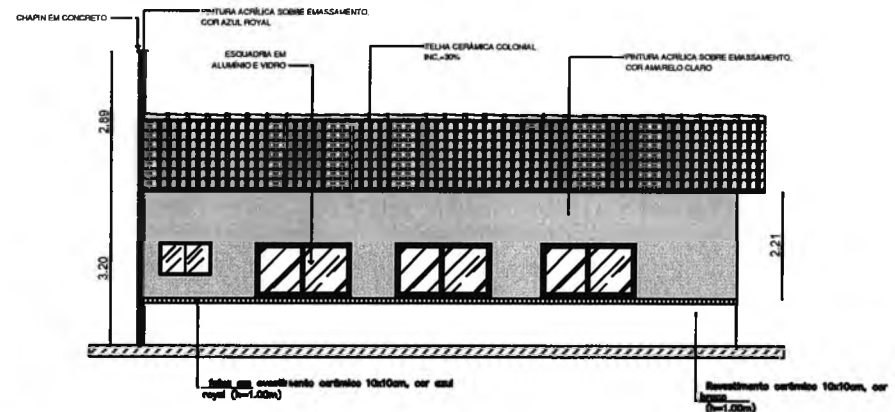 CHAPIN EM CONCRETO
PINTURA ACRÍLICA SOBRE EMASSAMENTO,
COR AZUL ROYAL
ESQUADRIA EM
ALUMÍNIO E VIDRO
TELHA CERÂMICA COLONIAL
INC.=30%
PINTURA ACRÍLICA SOBRE EMASSAMENTO,
COR AMARELO CLARO
2.89
3.20
2.21
cerâmico 10x10cm, cor azul
royal (h=1.00m)
Revestimento cerâmico 10x10cm, cor
branco
(h=1.00m)